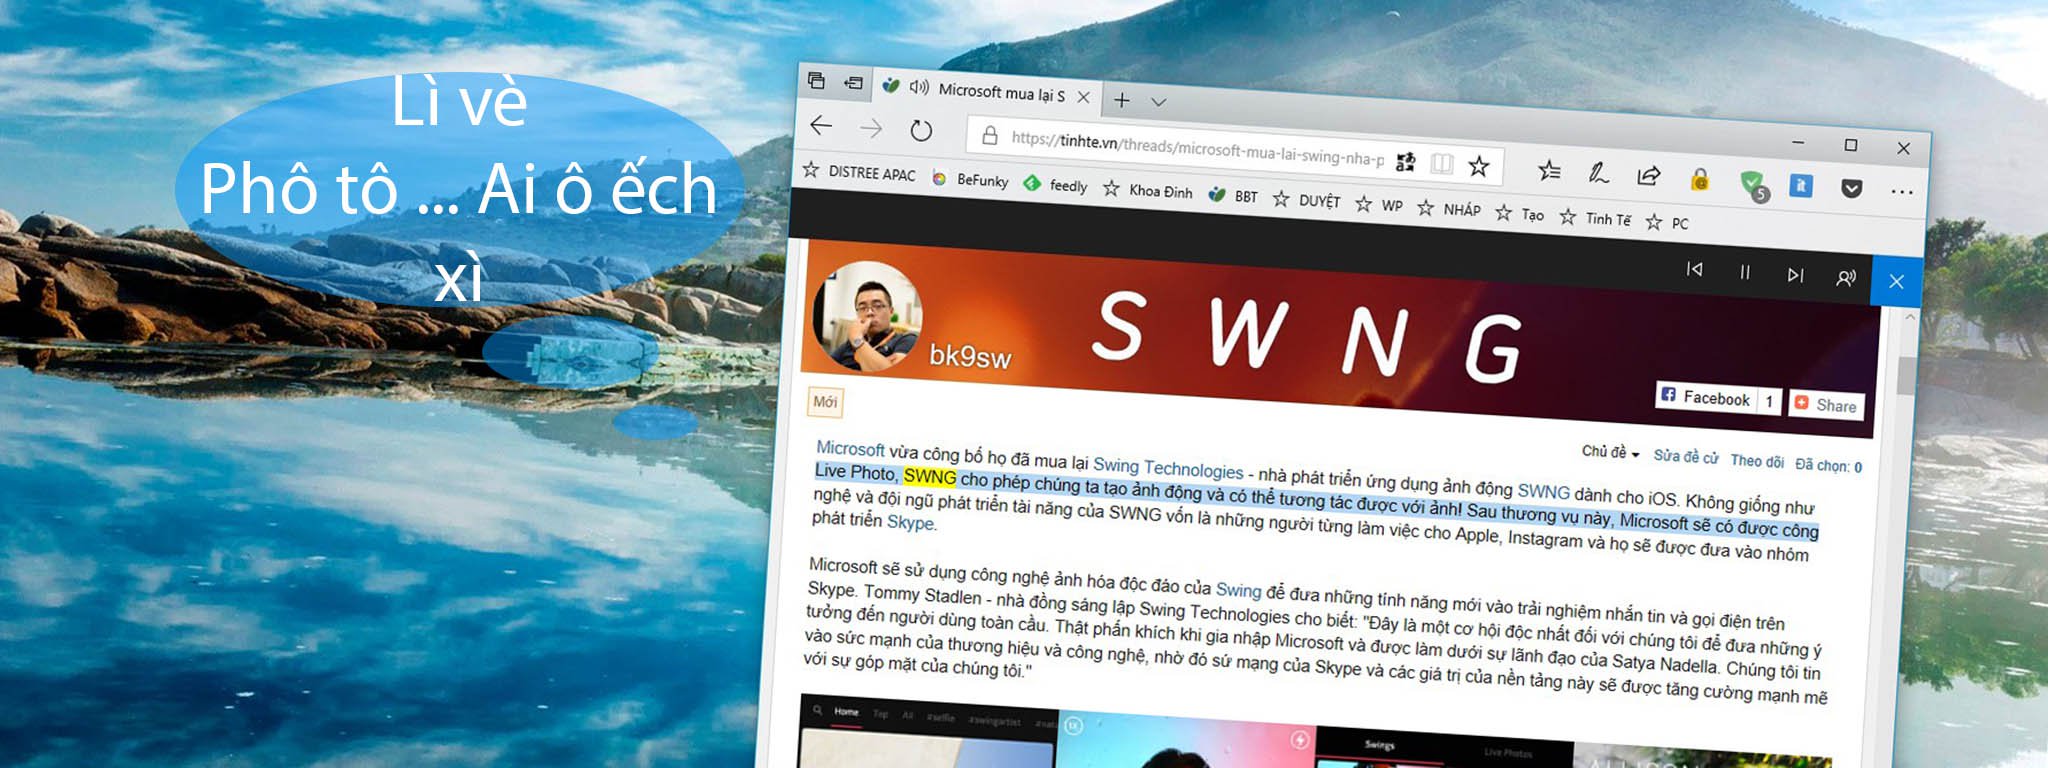 Lì vè
Phô tô ... Ai ô ếch
xì
Microsoft mua lại S
https://tinhte.vn/threads/microsoft-mua-lai-swing-nha-p
DISTREE APAC BeFunky feedly Khoa Đinh BBT DUYỆT WP NHÁP Tạo Tinh Tế PC
5
SWNG
bk9sw
Facebook 1 Share
Mới
Chủ đề Sửa đề cử Theo dõi Đã chọn: 0
Microsoft vừa công bố họ đã mua lại Swing Technologies - nhà phát triển ứng dụng ảnh động SWNG dành cho iOS. Không giống như
Live Photo, SWNG cho phép chúng ta tạo ảnh động và có thể tương tác được với ảnh! Sau thương vụ này, Microsoft sẽ có được công
nghệ và đội ngũ phát triển tài năng của SWNG vốn là những người từng làm việc cho Apple, Instagram và họ sẽ được đưa vào nhóm
phát triển Skype.
Microsoft sẽ sử dụng công nghệ ảnh hóa độc đáo của Swing để đưa những tính năng mới vào trải nghiệm nhắn tin và gọi điện trên
Skype. Tommy Stadlen - nhà đồng sáng lập Swing Technologies cho biết: "Đây là một cơ hội độc nhất đối với chúng tôi để đưa những ý
tưởng đến người dùng toàn cầu. Thật phấn khích khi gia nhập Microsoft và được làm dưới sự lãnh đạo của Satya Nadella. Chúng tôi tin
vào sức mạnh của thương hiệu và công nghệ, nhờ đó sứ mạng của Skype và các giá trị của nền tảng này sẽ được tăng cường mạnh mẽ
với sự góp mặt của chúng tôi."
Home Top All #selfie #swingartist
1X
Swings Live Photos